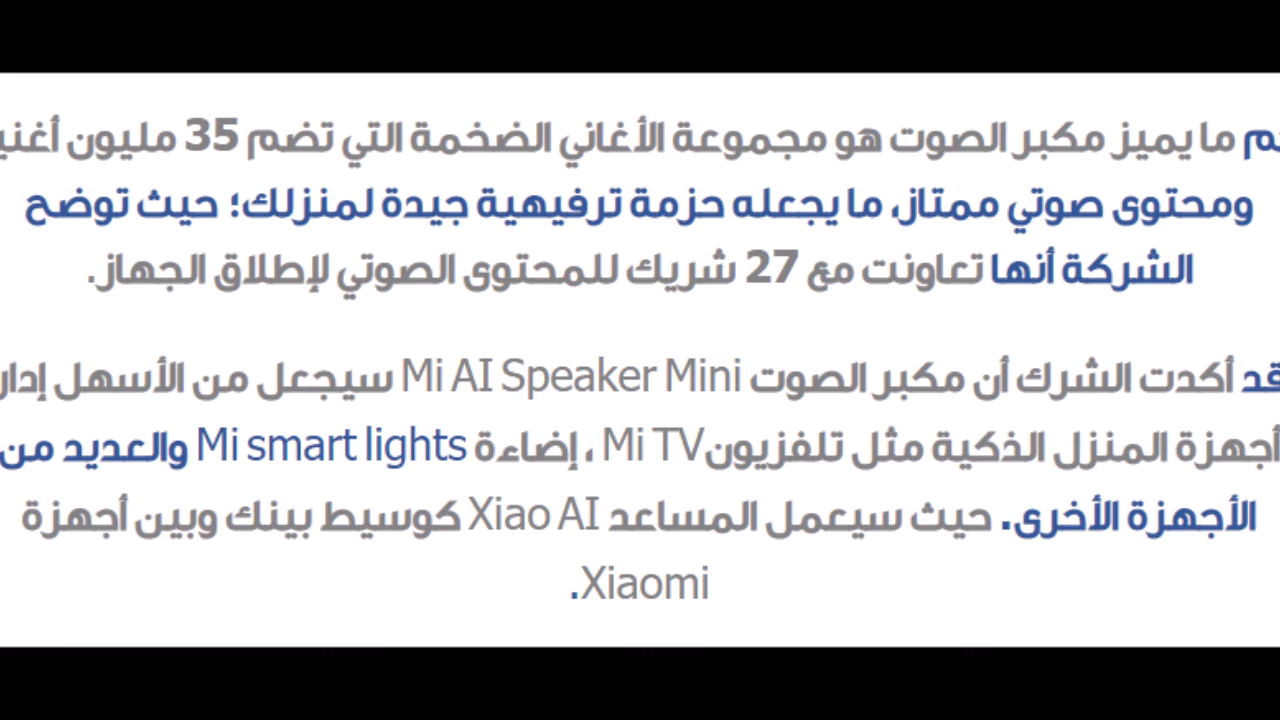 ما يميز مكبر الصوت هو مجموعة الأغاني الضخمة التي تضم 35 مليون
ومحتوى صوتي ممتاز، ما يجعله حزمة ترفيهية جيدة لمنزلك؛ حيث توضح
الشركة أنها تعاونت مع 27 شريك للمحتوى الصوتي لإطلاق الجهاز.
أكدت الشرك أن مكبر الصوت Mi AI Speaker Mini سيجعل من الأسهل
أجهزة المنزل الذكية مثل تلفزيونMi TV ، إضاءة Mi smart lights والعديد من
الأجهزة الأخرى. حيث سيعمل المساعد Xiao AI كوسيط بينك وبين أجهزة
Xiaomi.